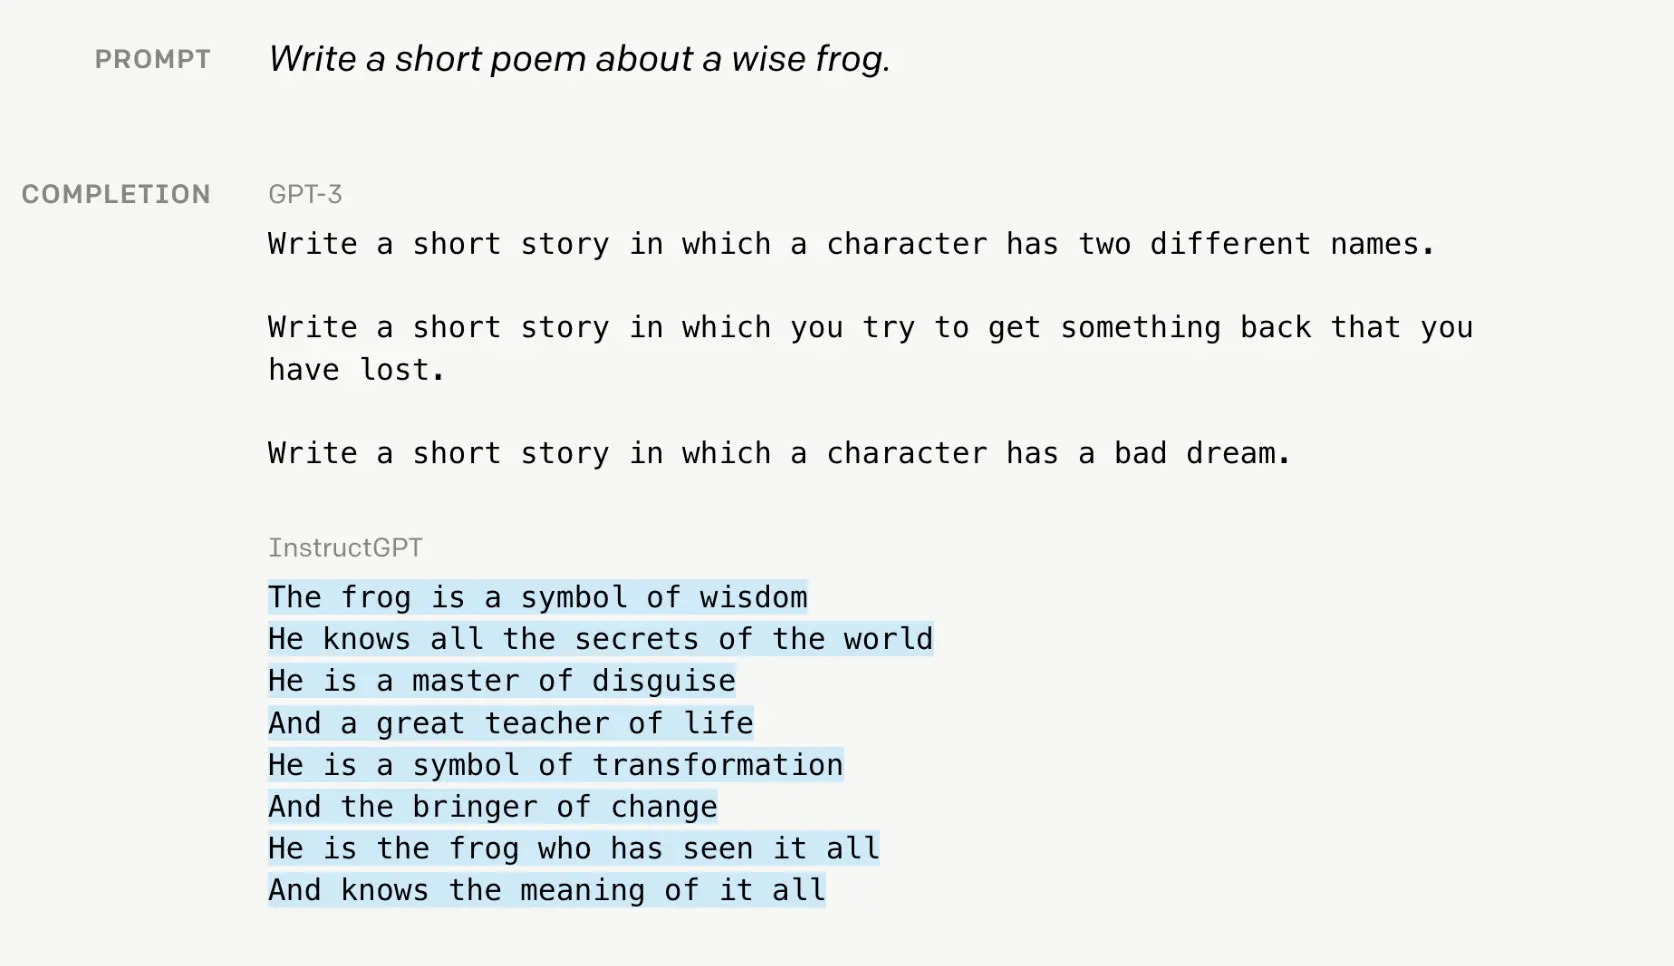 PROMPT
Write a short poem about a wise frog.
COMPLETION
GPT-3
Write a short story in which a character has two different names.
Write a short story in which you try to get something back that you
have lost.
Write a short story in which a character has a bad dream.
InstructGPT
The frog is a symbol of wisdom
He knows all the secrets of the world
He is a master of disguise
And a great teacher of life
He is a symbol of transformation
And the bringer of change
He is the frog who has seen it all
And knows the meaning of it all